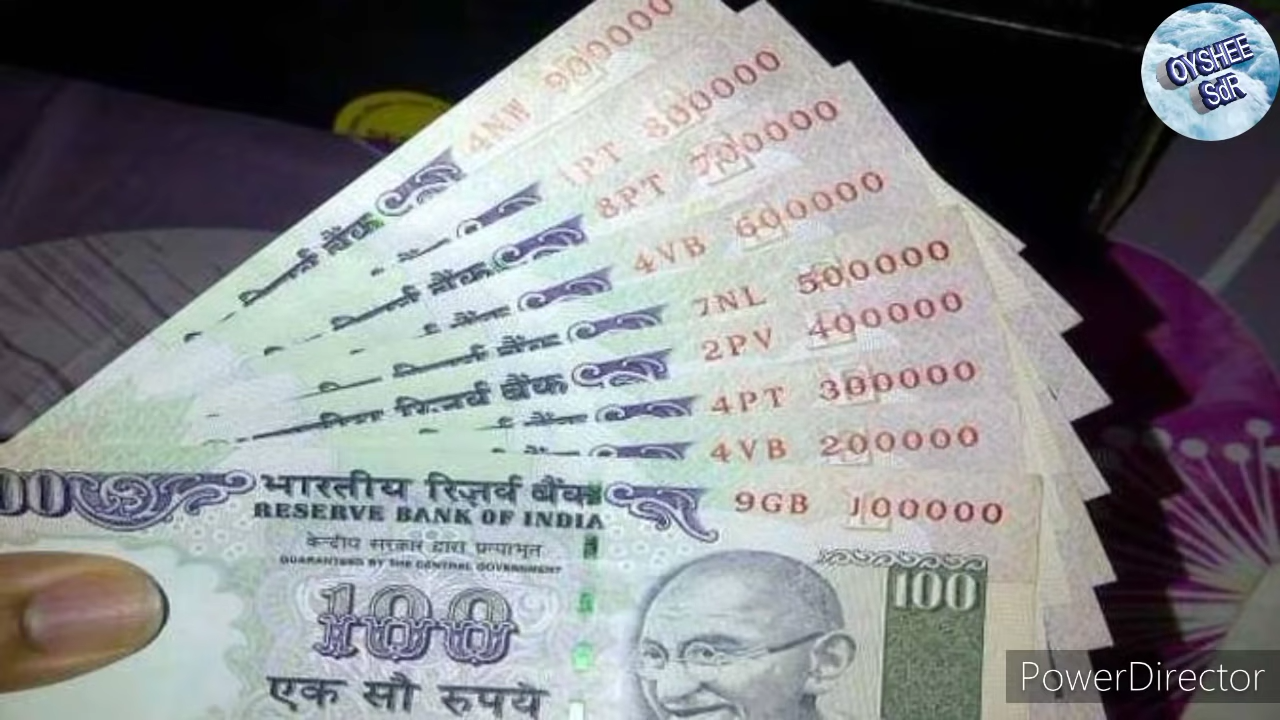 OYSHEE
SdR
4NW 900000
1PT 800000
8PT 700000
4VB 600000
7NL 500000
2PV 400000
4PT 300000
4VB 200000
रिज़र्व बैंक
भारतीय रिज़र्व बैंक
RESERVE BANK OF INDIA
9GB 100000
केन्द्रीय सरकार द्वारा प्रत्याभूत
GUARANTEED BY THE CENTRAL GOVERNMENT
100
100
एक सौ रुपये
PowerDirector